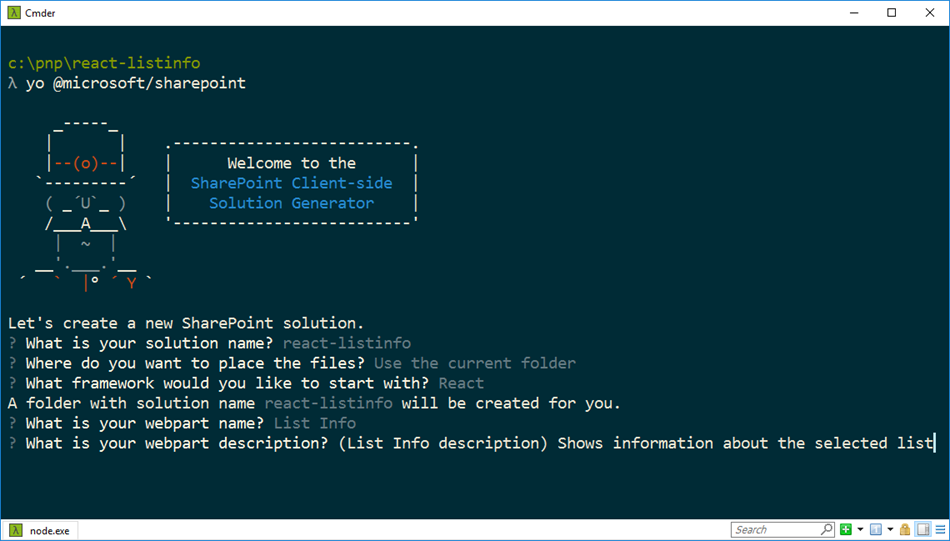 Cmder
c:\pnp\react-listinfo
λ yo @microsoft/sharepoint
     _-----_
    |       |    .--------------------------.
    |--(o)--|    |      Welcome to the      |
   `---------´   |  SharePoint Client-side  |
    ( _´U`_ )    |    Solution Generator    |
    /___A___\    '--------------------------'
     |  ~  |
   __'.___.'__
 ´   `  |° ´ Y `
Let's create a new SharePoint solution.
? What is your solution name? react-listinfo
? Where do you want to place the files? Use the current folder
? What framework would you like to start with? React
A folder with solution name react-listinfo will be created for you.
? What is your webpart name? List Info
? What is your webpart description? (List Info description) Shows information about the selected list
node.exe
Search